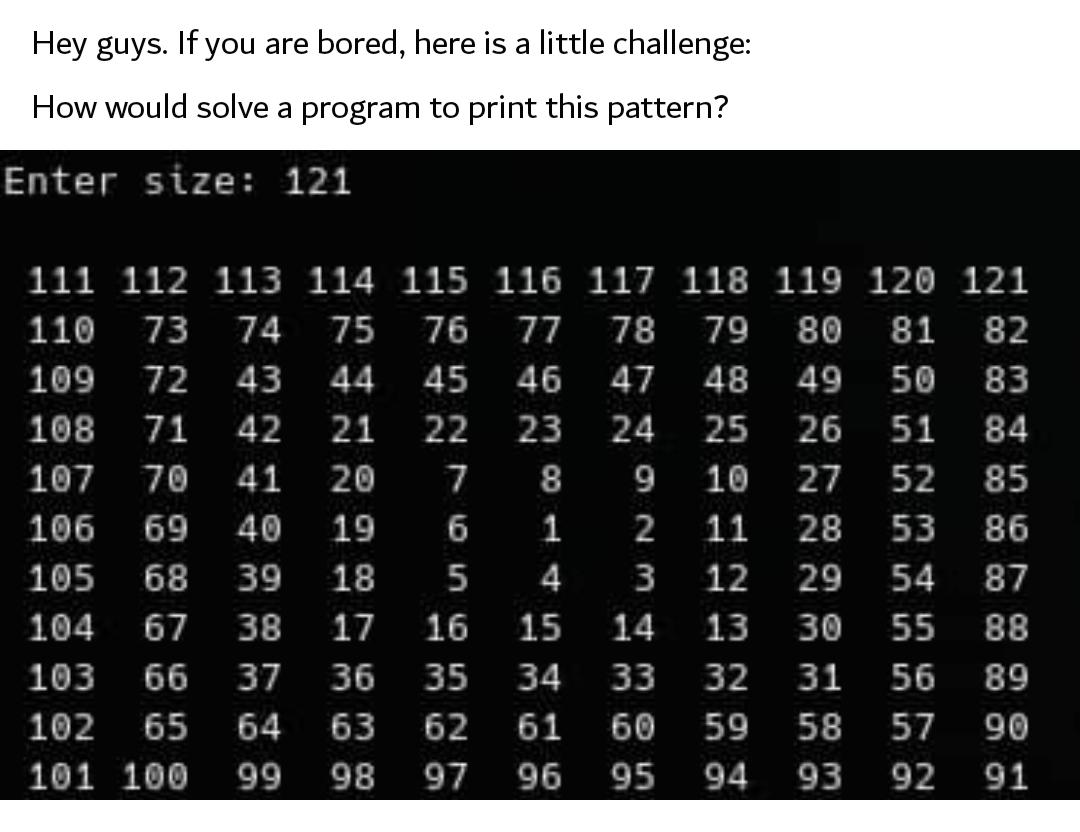 Hey guys. If you are bored, here is a little challenge:
How would solve a program to print this pattern?
Enter size: 121
111 112 113 114 115 116 117 118 119 120 121
110 73 74 75 76 77 78 79 80 81 82
109 72 43 44 45 46 47 48 49 50 83
108 71 42 21 22 23 24 25 26 51 84
107 70 41 20 7 8 9 10 27 52 85
106 69 40 19 6 1 2 11 28 53 86
105 68 39 18 5 4 3 12 29 54 87
104 67 38 17 16 15 14 13 30 55 88
103 66 37 36 35 34 33 32 31 56 89
102 65 64 63 62 61 60 59 58 57 90
101 100 99 98 97 96 95 94 93 92 91